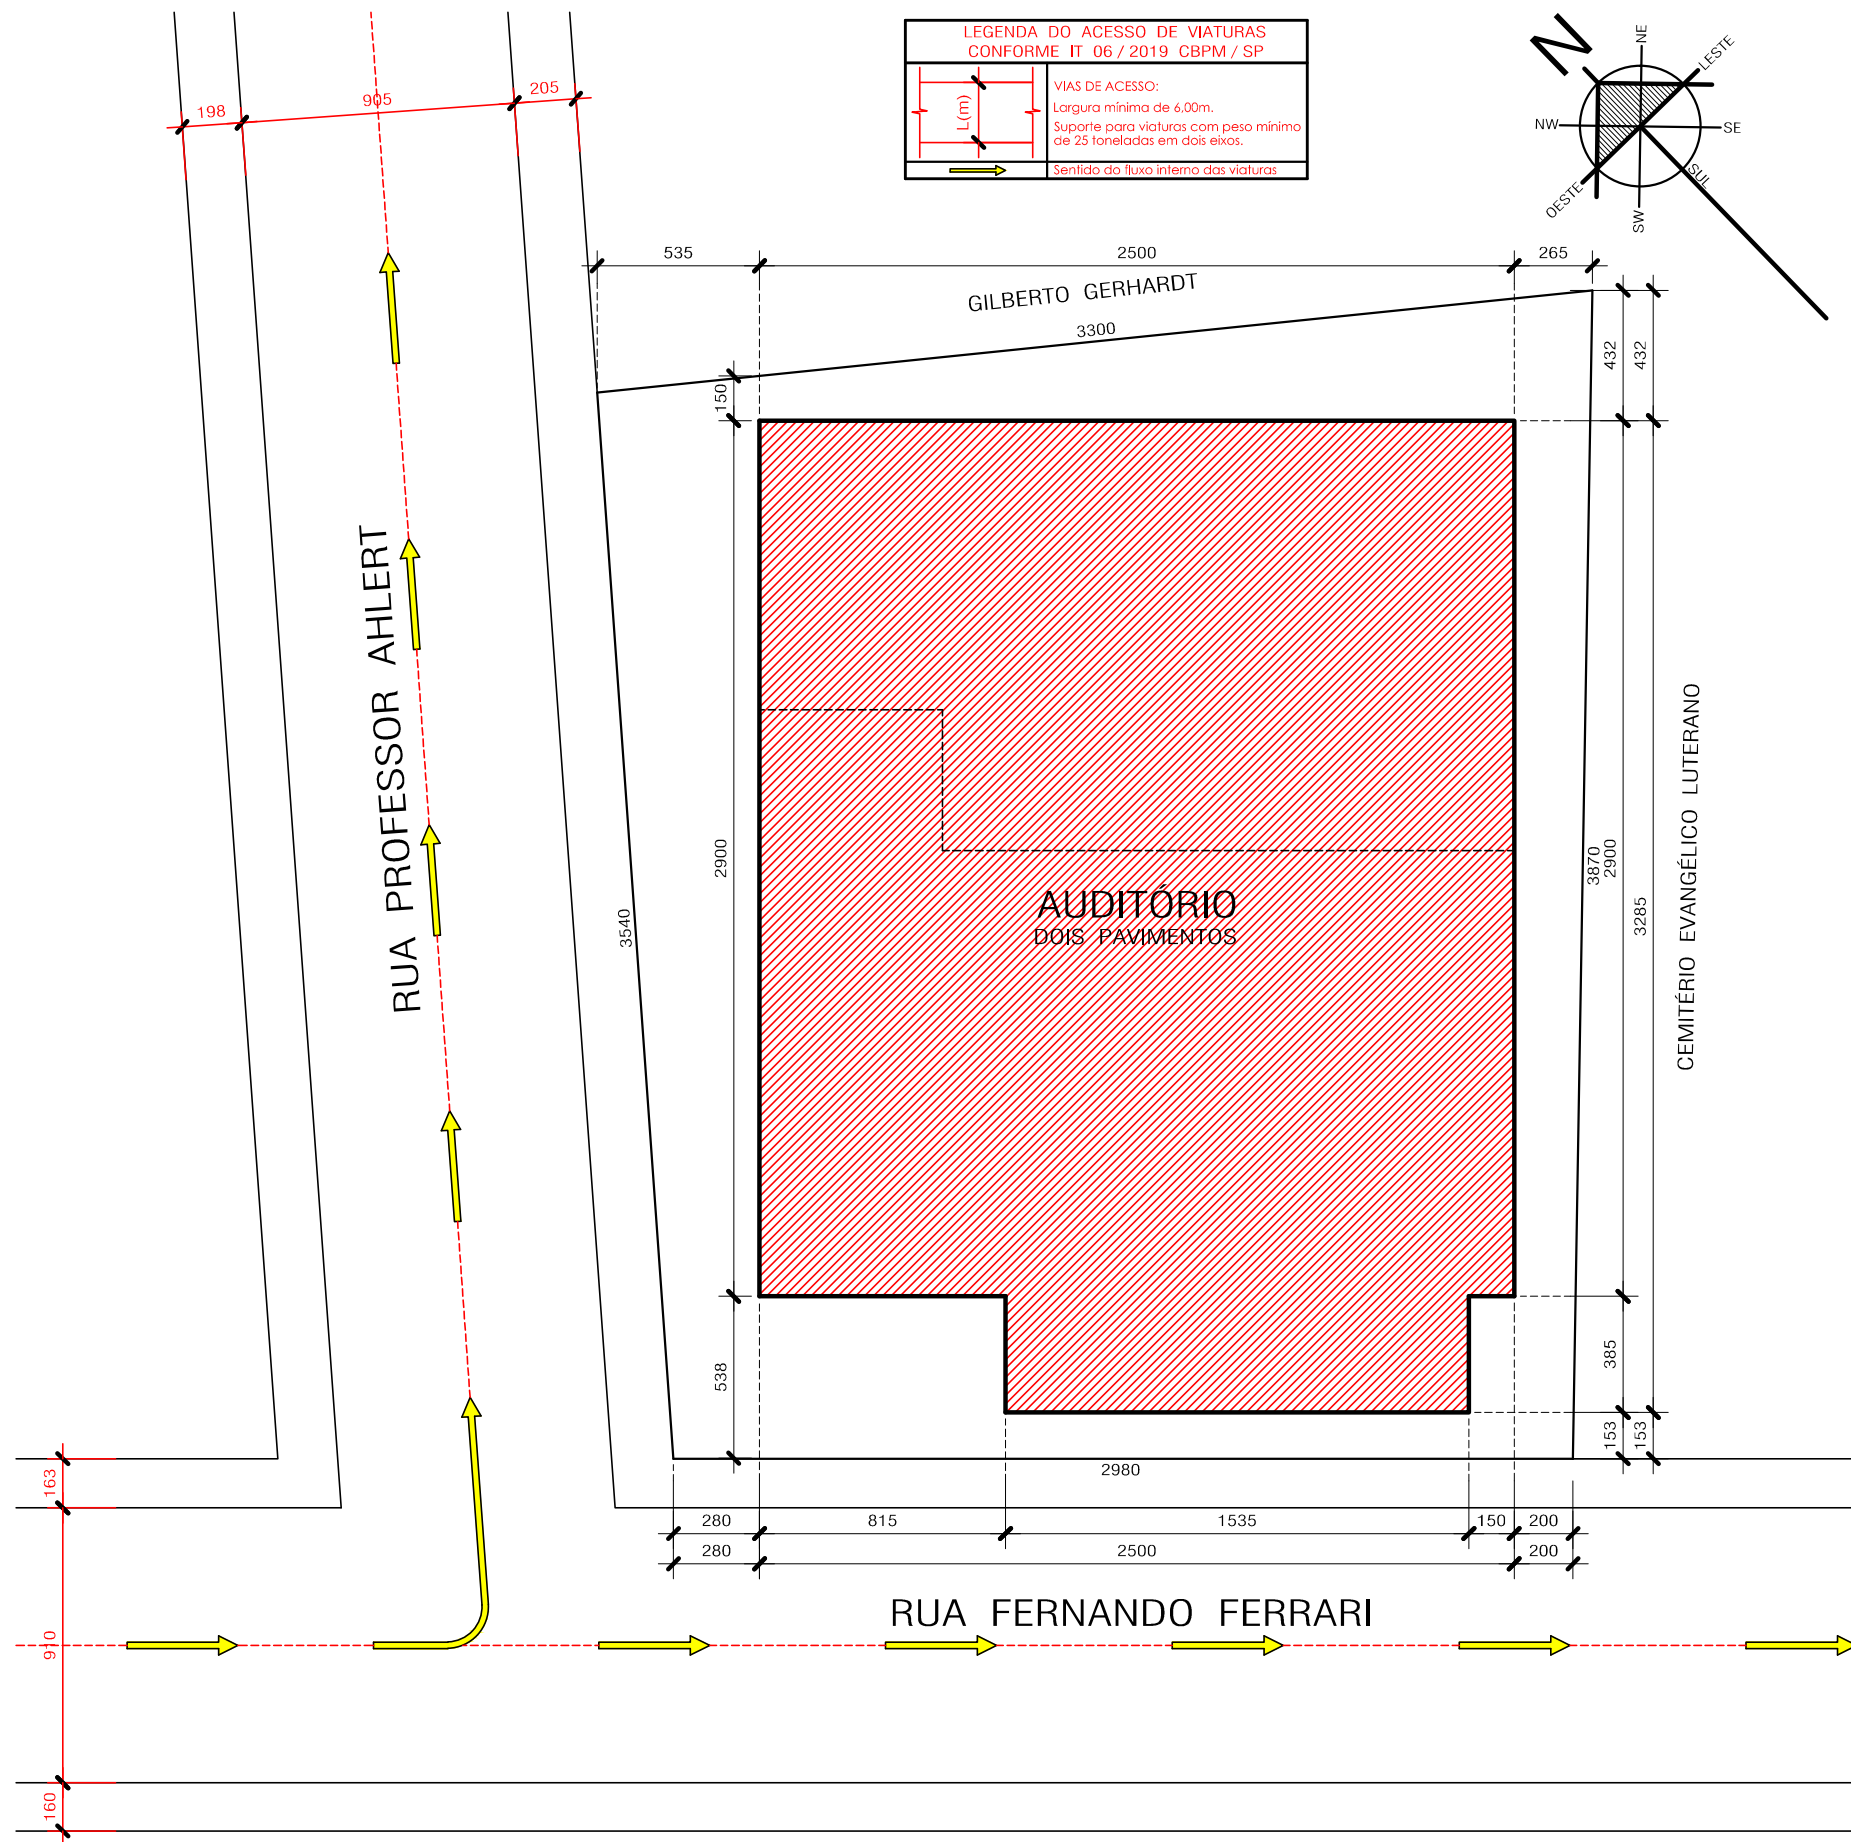 LEGENDA DO ACESSO DE VIATURAS
CONFORME IT 06 / 2019 CBPM / SP
L(m)
VIAS DE ACESSO:
Largura mínima de 6,00m.
Suporte para viaturas com peso mínimo
de 25 toneladas em dois eixos.
Sentido do fluxo interno das viaturas
N
NE
LESTE
NW
SE
OESTE
SW
SUL
198
905
205
535
2500
265
GILBERTO GERHARDT
3300
432
432
150
RUA PROFESSOR AHLERT
2900
3540
AUDITÓRIO
DOIS PAVIMENTOS
3870
2900
3285
CEMITÉRIO EVANGÉLICO LUTERANO
538
385
153
153
2980
163
280
815
1535
150
200
280
2500
200
RUA FERNANDO FERRARI
910
160